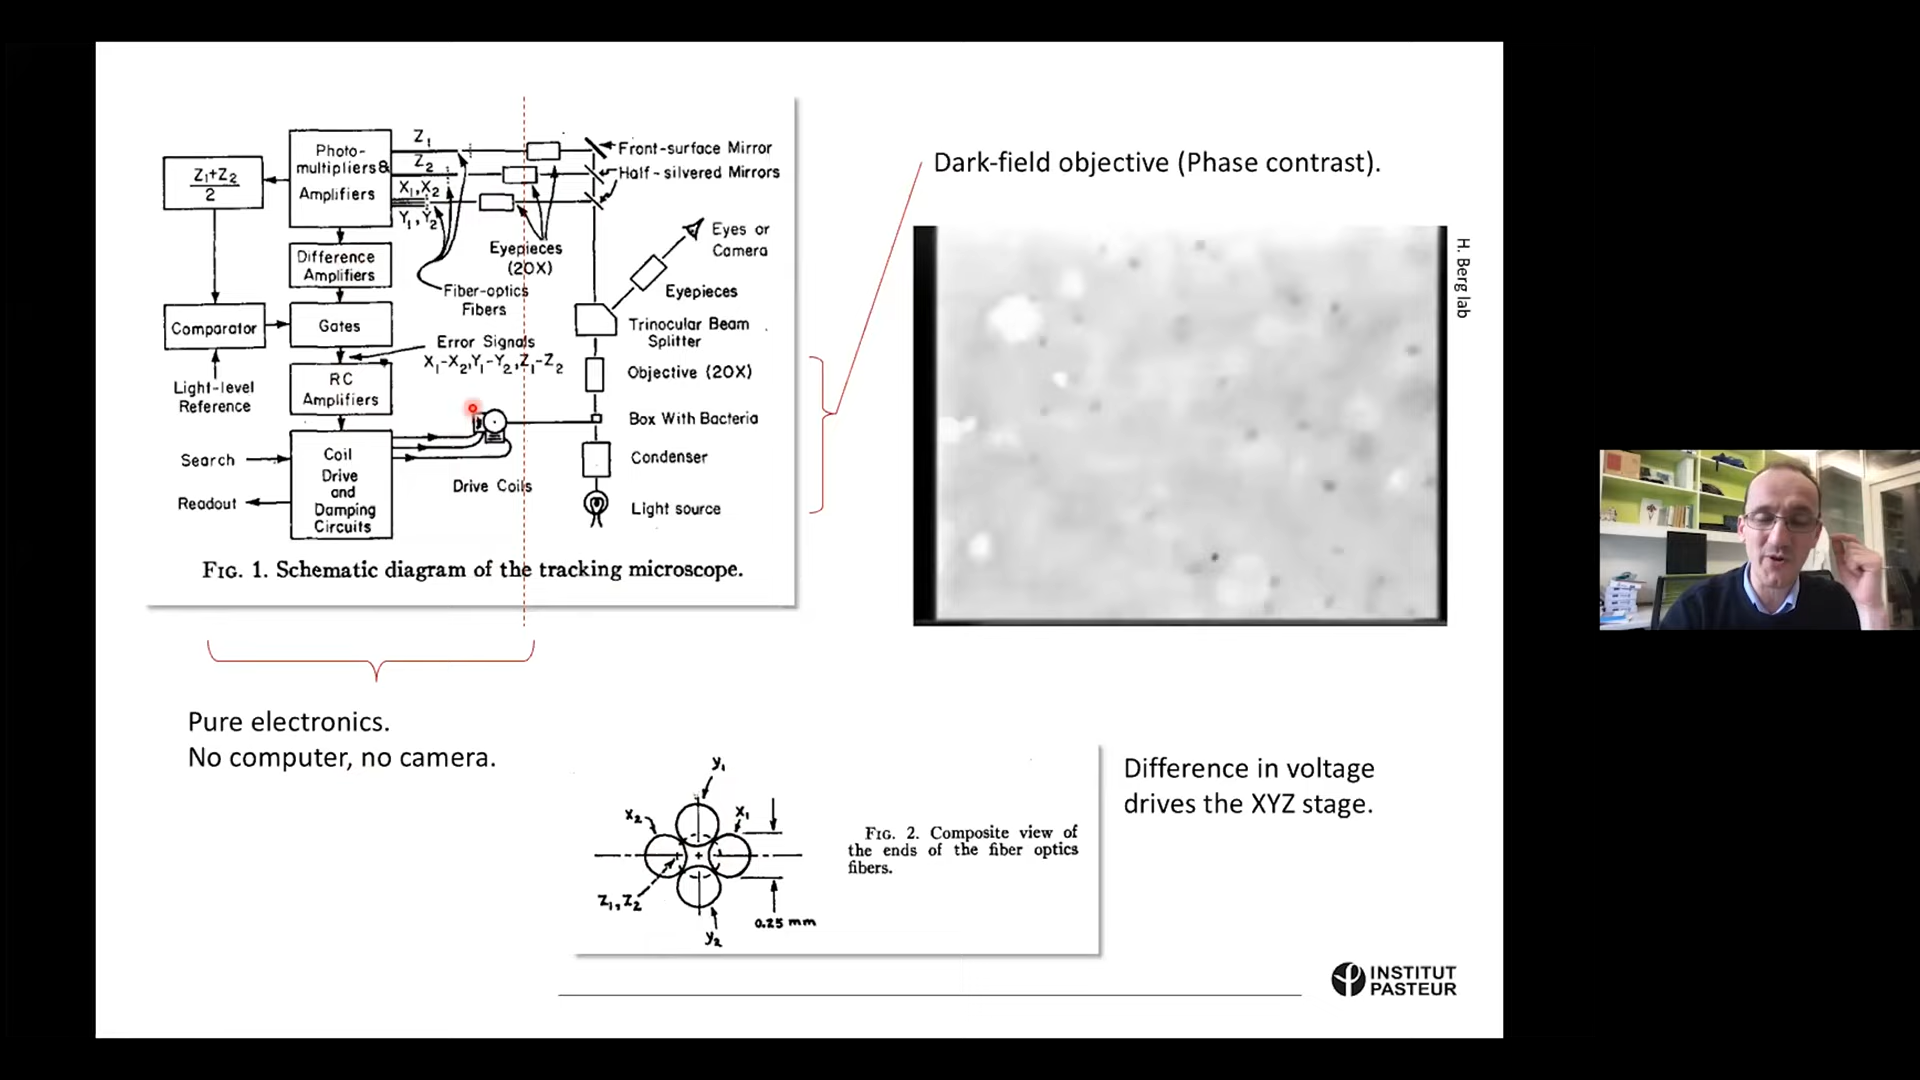 Z1
Photo-
multipliers&
Amplifiers
Z2
X1,X2
Y1,Y2
Z1+Z2
2
Front-surface Mirror
Half-silvered Mirrors
Eyepieces
(20X)
Eyes or
Camera
Difference
Amplifiers
Fiber-optics
Fibers
Eyepieces
Comparator
Gates
Trinocular Beam
Splitter
Error Signals
X1-X2,Y1-Y2,Z1-Z2
Light-level
Reference
RC
Amplifiers
Objective (20X)
Box With Bacteria
Search
Readout
Coil
Drive
and
Damping
Circuits
Drive Coils
Condenser
Light source
FIG. 1. Schematic diagram of the tracking microscope.
Dark-field objective (Phase contrast).
H. Berg lab
Pure electronics.
No computer, no camera.
y1
x2
x1
z1,z2
0.25 mm
y2
FIG. 2. Composite view of
the ends of the fiber optics
fibers.
Difference in voltage
drives the XYZ stage.
INSTITUT
PASTEUR